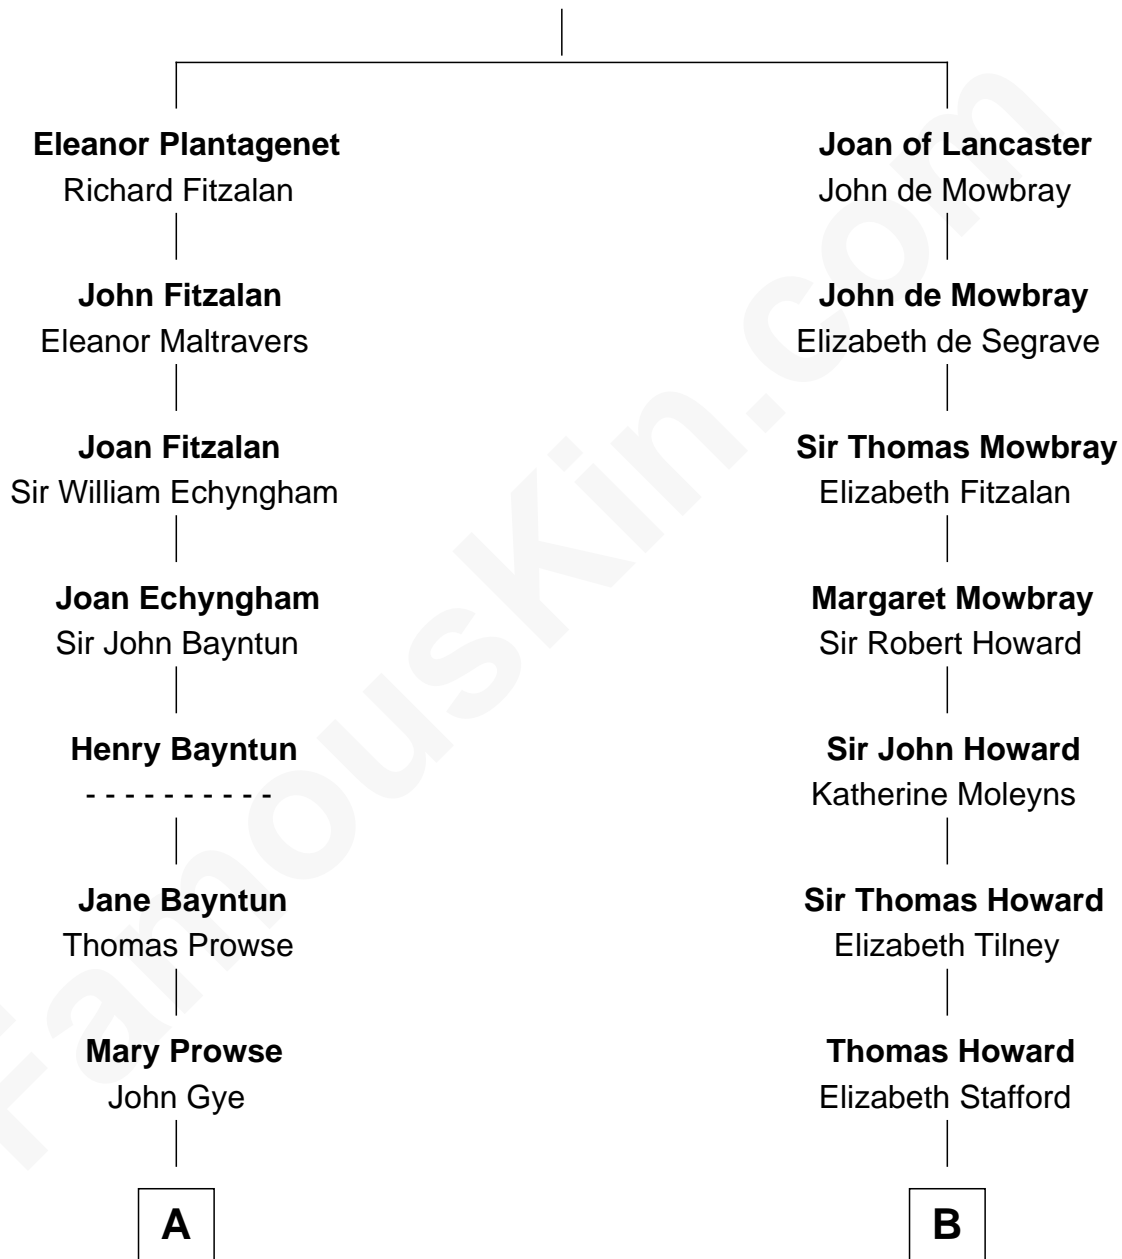 Eleanor Plantagenet
Richard Fitzalan
John Fitzalan
Eleanor Maltravers
Joan Fitzalan
Sir William Echyngham
Joan Echyngham
Sir John Bayntun
Henry Bayntun
- - - - - - - - - -
Jane Bayntun
Thomas Prowse
Mary Prowse
John Gye
A
Joan of Lancaster
John de Mowbray
John de Mowbray
Elizabeth de Segrave
Sir Thomas Mowbray
Elizabeth Fitzalan
Margaret Mowbray
Sir Robert Howard
Sir John Howard
Katherine Moleyns
Sir Thomas Howard
Elizabeth Tilney
Thomas Howard
Elizabeth Stafford
B
FamousKin.com